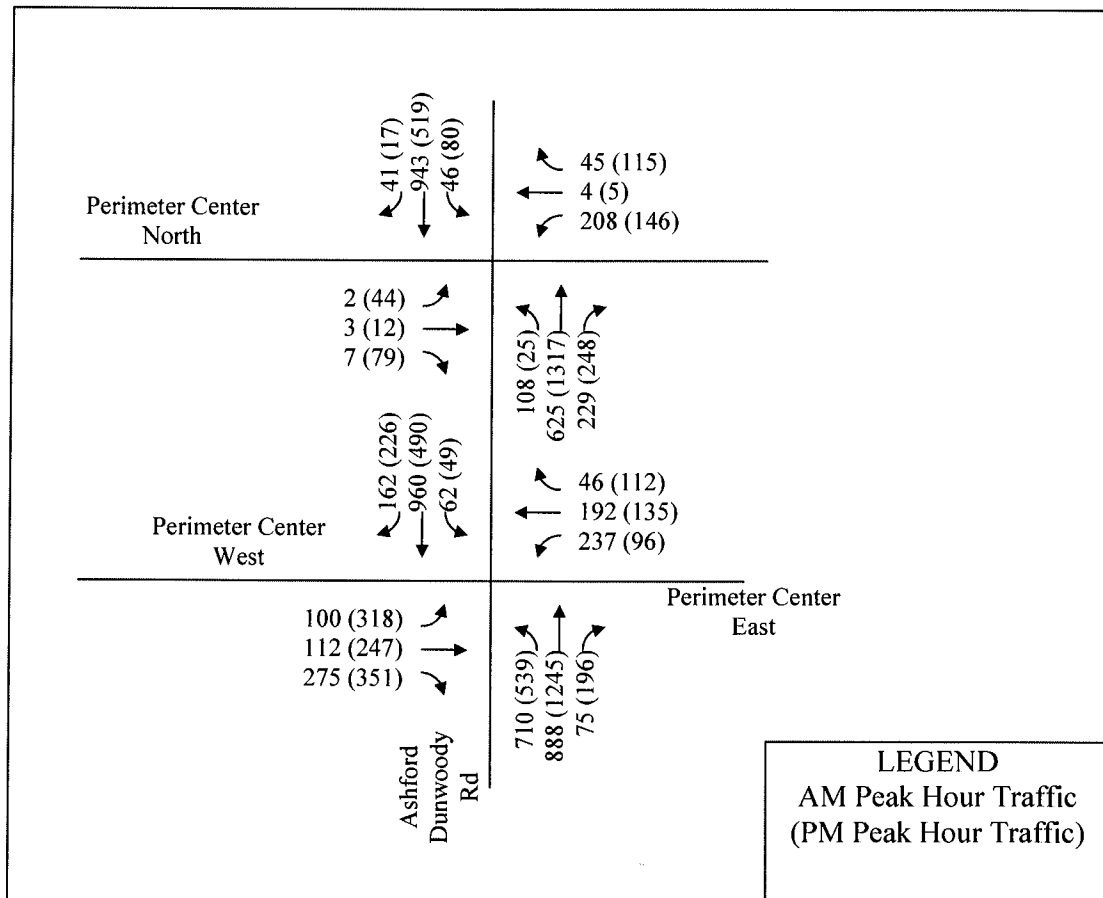 41 (17)
943 (519)
46 (80)
45 (115)
4 (5)
208 (146)
Perimeter Center
North
2 (44)
3 (12)
7 (79)
108 (25)
625 (1317)
229 (248)
162 (226)
960 (490)
62 (49)
46 (112)
192 (135)
237 (96)
Perimeter Center
West
Perimeter Center
East
100 (318)
112 (247)
275 (351)
710 (539)
888 (1245)
75 (196)
Ashford
Dunwoody
Rd
LEGEND
AM Peak Hour Traffic
(PM Peak Hour Traffic)